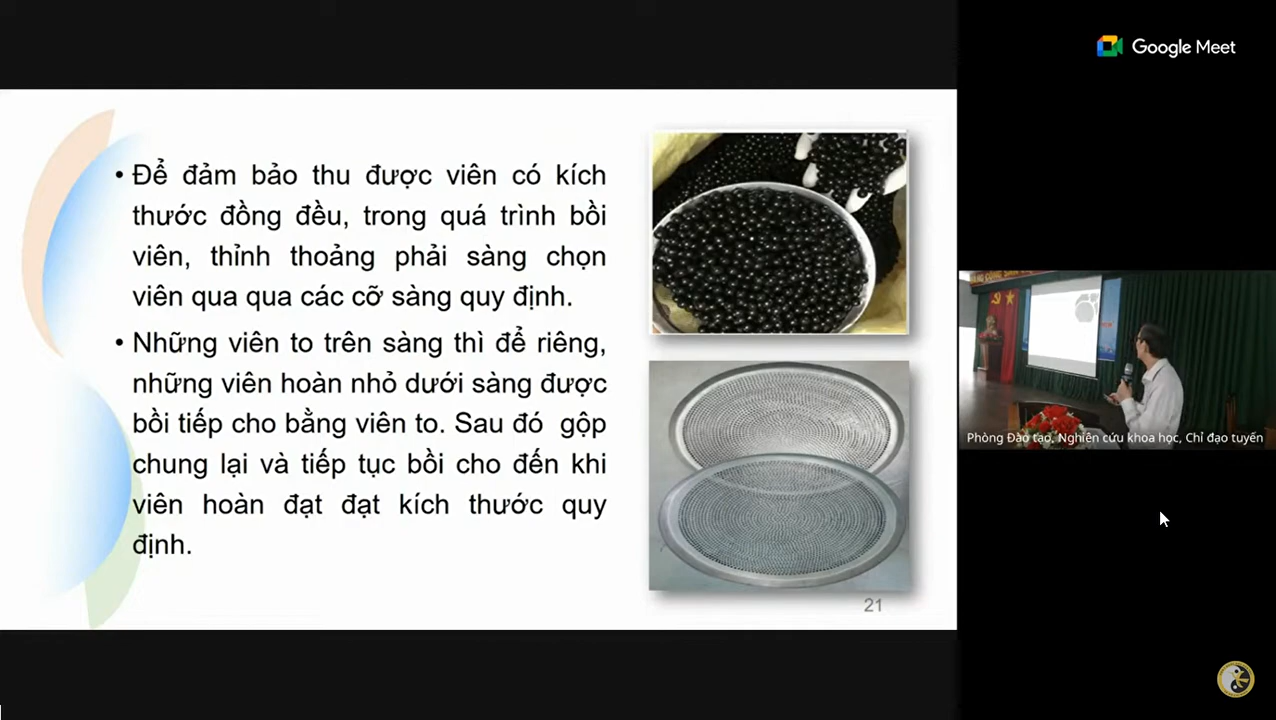 Google Meet
• Để đảm bảo thu được viên có kích
thước đồng đều, trong quá trình bồi
viên, thỉnh thoảng phải sàng chọn
viên qua qua các cỡ sàng quy định.
• Những viên to trên sàng thì để riêng,
những viên hoàn nhỏ dưới sàng được
bồi tiếp cho bằng viên to. Sau đó gộp
chung lại và tiếp tục bồi cho đến khi
viên hoàn đạt đạt kích thước quy
định.
21
Phòng Đào tạo, Nghiên cứu khoa học, Chỉ đạo tuyến